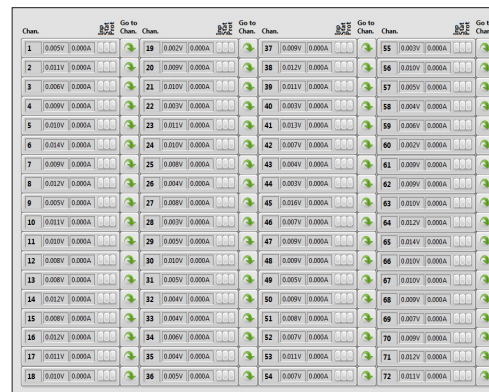 Chan. Inp Stat Prot Go to Chan. Chan. Inp Stat Prot Go to Chan. Chan. Inp Stat Prot Go to Chan. Chan. Inp Stat Prot Go to Chan.
1 0.005V 0.000A 19 0.002V 0.000A 37 0.009V 0.000A 55 0.003V 0.000A
2 0.011V 0.000A 20 0.009V 0.000A 38 0.012V 0.000A 56 0.010V 0.000A
3 0.006V 0.000A 21 0.010V 0.000A 39 0.011V 0.000A 57 0.005V 0.000A
4 0.009V 0.000A 22 0.003V 0.000A 40 0.003V 0.000A 58 0.004V 0.000A
5 0.010V 0.000A 23 0.011V 0.000A 41 0.013V 0.000A 59 0.006V 0.000A
6 0.014V 0.000A 24 0.010V 0.000A 42 0.007V 0.000A 60 0.002V 0.000A
7 0.009V 0.000A 25 0.008V 0.000A 43 0.004V 0.000A 61 0.009V 0.000A
8 0.012V 0.000A 26 0.004V 0.000A 44 0.003V 0.000A 62 0.009V 0.000A
9 0.005V 0.000A 27 0.008V 0.000A 45 0.016V 0.000A 63 0.010V 0.000A
10 0.011V 0.000A 28 0.003V 0.000A 46 0.007V 0.000A 64 0.012V 0.000A
11 0.010V 0.000A 29 0.005V 0.000A 47 0.009V 0.000A 65 0.014V 0.000A
12 0.008V 0.000A 30 0.010V 0.000A 48 0.009V 0.000A 66 0.010V 0.000A
13 0.008V 0.000A 31 0.005V 0.000A 49 0.005V 0.000A 67 0.010V 0.000A
14 0.012V 0.000A 32 0.004V 0.000A 50 0.009V 0.000A 68 0.009V 0.000A
15 0.008V 0.000A 33 0.004V 0.000A 51 0.008V 0.000A 69 0.007V 0.000A
16 0.012V 0.000A 34 0.006V 0.000A 52 0.007V 0.000A 70 0.009V 0.000A
17 0.011V 0.000A 35 0.004V 0.000A 53 0.011V 0.000A 71 0.012V 0.000A
18 0.010V 0.000A 36 0.005V 0.000A 54 0.007V 0.000A 72 0.011V 0.000A